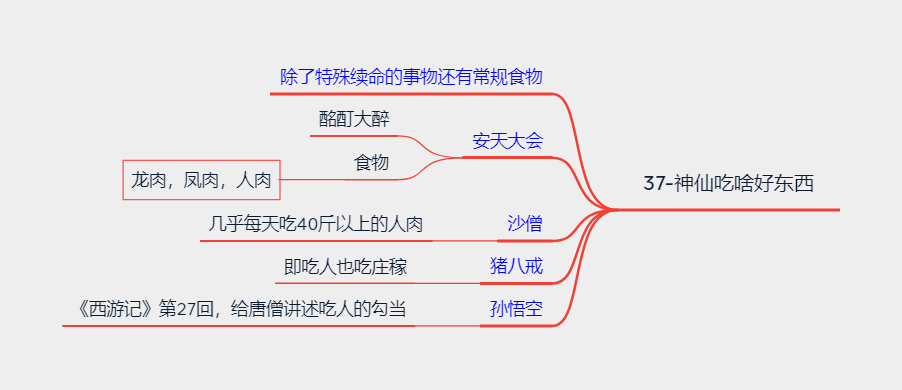 除了特殊续命的事物还有常规食物
酩酊大醉
安天大会
食物
龙肉，凤肉，人肉
37-神仙吃啥好东西
几乎每天吃40斤以上的人肉
沙僧
即吃人也吃庄稼
猪八戒
《西游记》第27回，给唐僧讲述吃人的勾当
孙悟空